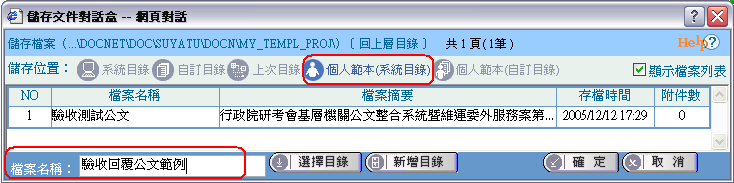 儲存文件對話盒 -- 網頁對話
儲存檔案（...\DOCNET\DOC\SUYATU\DOCN\MY_TEMPL_PROJ\）〔 回上層目錄 〕 共 1 頁(1筆) Help?
儲存位置： 系統目錄 自訂目錄 上次目錄 個人範本(系統目錄) 個人範本(自訂目錄) 顯示檔案列表
NO 檔案名稱 檔案摘要 存檔時間 附件數
1 驗收測試公文 行政院研考會基層機關公文整合系統暨維運委外服務案第... 2005/12/12 17:29 0
檔案名稱： 驗收回覆公文範例 選擇目錄 新增目錄 確 定 取 消